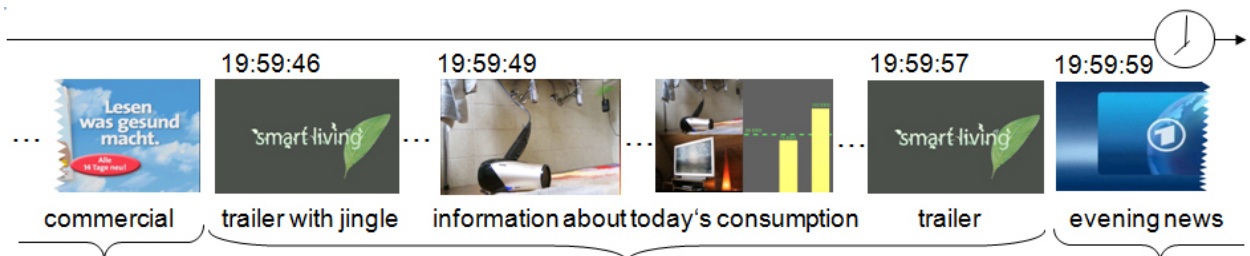 19:59:46
19:59:49
19:59:57
19:59:59
Lesen
was gesund
macht.
Alle
14 Tage neu!
smart living
smart living
... ... ... ...
commercial
trailer with jingle
information about today's consumption
trailer
evening news